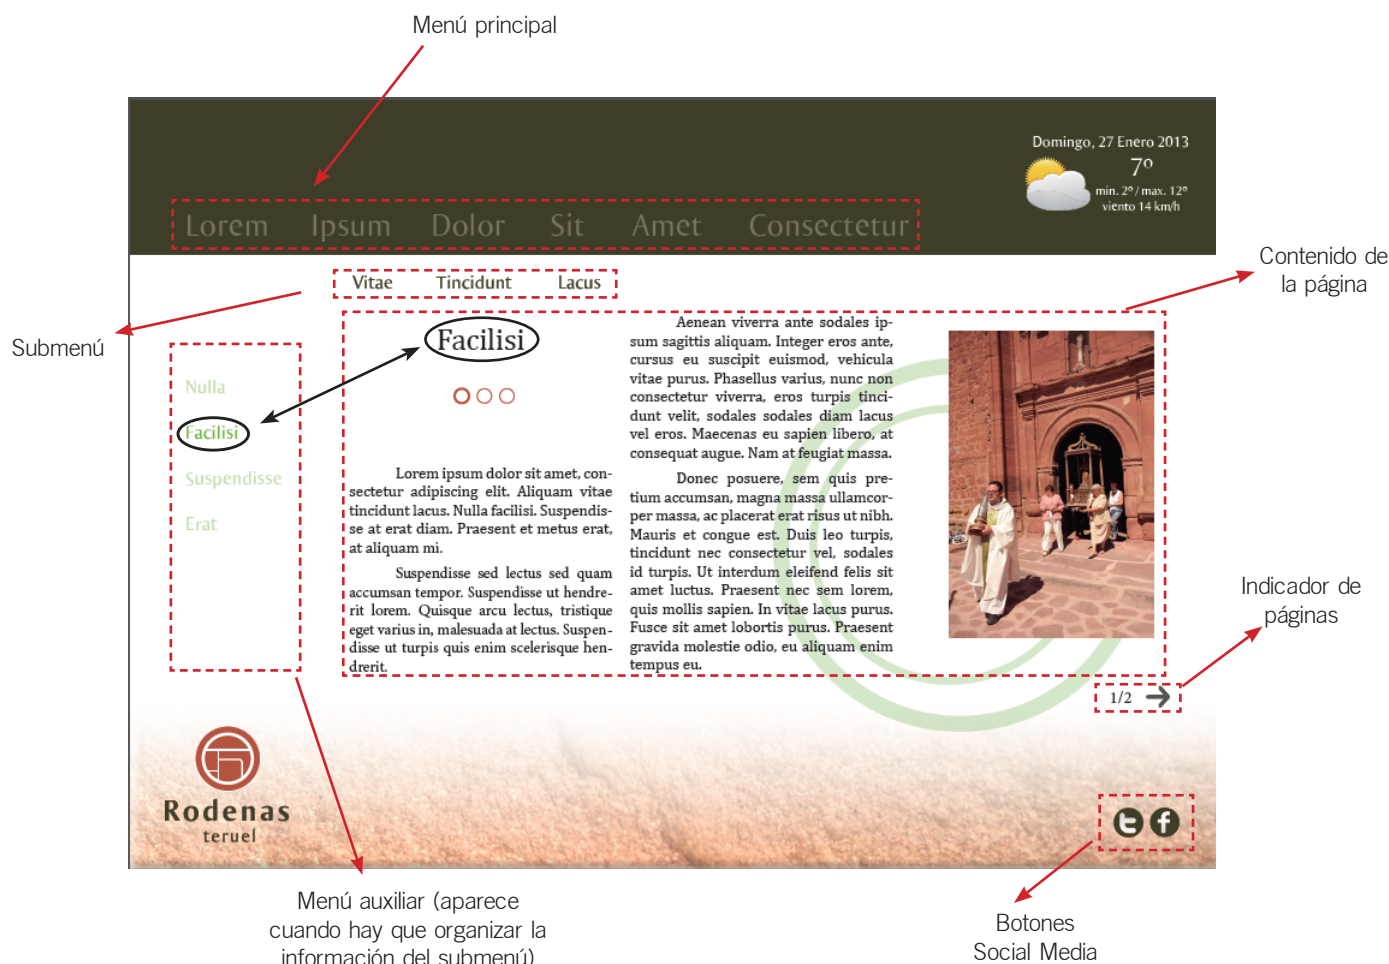 Menú principal
Domingo, 27 Enero 2013
7º
min. 2º / max. 12º
viento 14 km/h
Lorem Ipsum Dolor Sit Amet Consectetur
Contenido de
la página
Vitae Tincidunt Lacus
Submenú
Nulla
Facilisi
Suspendisse
Erat
Facilisi
Lorem ipsum dolor sit amet, con-
sectetur adipiscing elit. Aliquam vitae
tincidunt lacus. Nulla facilisi. Suspendis-
se at erat diam. Praesent et metus erat,
at aliquam mi.
Suspendisse sed lectus sed quam
accumsan tempor. Suspendisse ut hendre-
rit lorem. Quisque arcu lectus, tristique
eget varius in, malesuada at lectus. Suspen-
disse ut turpis quis enim scelerisque hen-
drerit.
Aenean viverra ante sodales ip-
sum sagittis aliquam. Integer eros ante,
cursus eu suscipit euismod, vehicula
vitae purus. Phasellus varius, nunc non
consectetur viverra, eros turpis tinci-
dunt velit, sodales sodales diam lacus
vel eros. Maecenas eu sapien libero, at
consequat augue. Nam at feugiat massa.
Donec posuere, sem quis pre-
tium accumsan, magna massa ullamcor-
per massa, ac placerat erat risus ut nibh.
Mauris et congue est. Duis leo turpis,
tincidunt nec consectetur vel, sodales
id turpis. Ut interdum eleifend felis sit
amet luctus. Praesent nec sem lorem,
quis mollis sapien. In vitae lacus purus.
Fusce sit amet lobortis purus. Praesent
gravida molestie odio, eu aliquam enim
tempus eu.
Indicador de
páginas
1/2
Rodenas
teruel
Menú auxiliar (aparece
cuando hay que organizar la
información del submenú)
Botones
Social Media